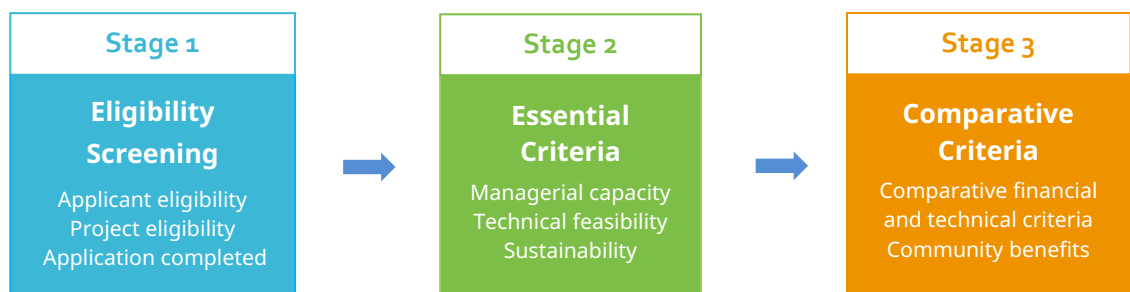 Stage 1
Eligibility
Screening
Applicant eligibility
Project eligibility
Application completed
Stage 2
Essential
Criteria
Managerial capacity
Technical feasibility
Sustainability
Stage 3
Comparative
Criteria
Comparative financial
and technical criteria
Community benefits